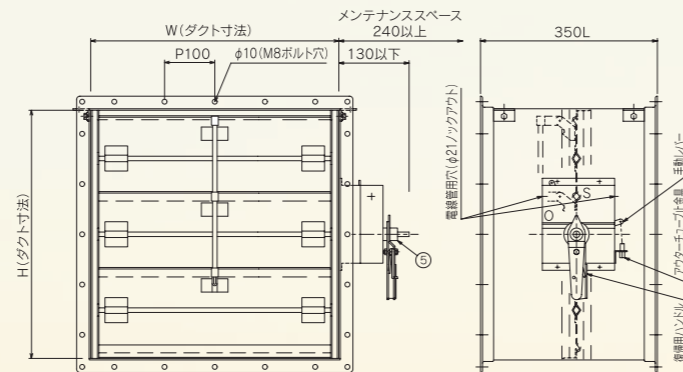 W(ダクト寸法)
メンテナンススペース
240以上
P100
φ10(M8ボルト穴)
130以下
H(ダクト寸法)
⑤
350L
電線管用穴(φ21ノックアウト)
S
O
手動レバー
アウターチューブ止金具
復帰用ハンドル